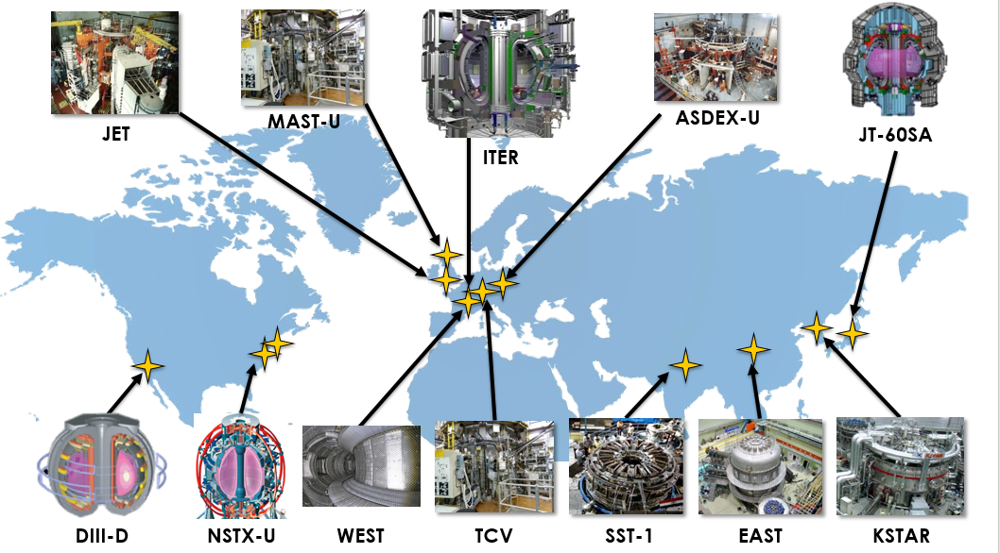 JET
MAST-U
ITER
ASDEX-U
JT-60SA
DIII-D
NSTX-U
WEST
TCV
SST-1
EAST
KSTAR